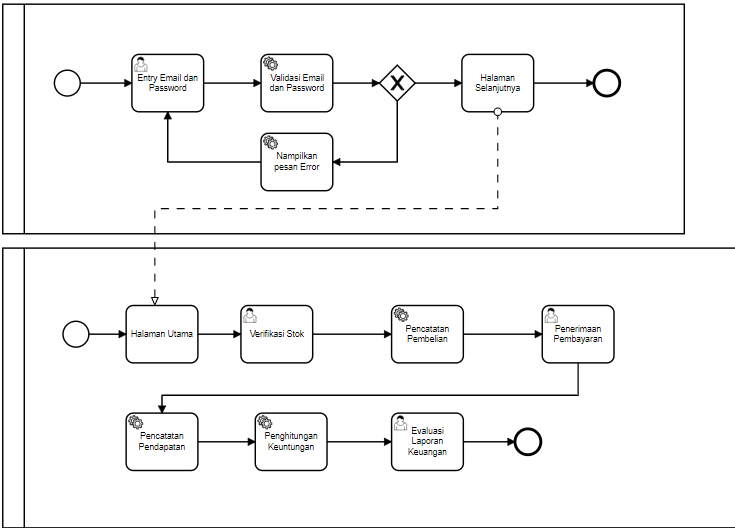 Entry Email dan
Password
Validasi Email
dan Password
X
Halaman
Selanjutnya
Nampilkan
pesan Error
Halaman Utama
Verifikasi Stok
Pencatatan
Pembelian
Penerimaan
Pembayaran
Pencatatan
Pendapatan
Penghitungan
Keuntungan
Evaluasi
Laporan
Keuangan